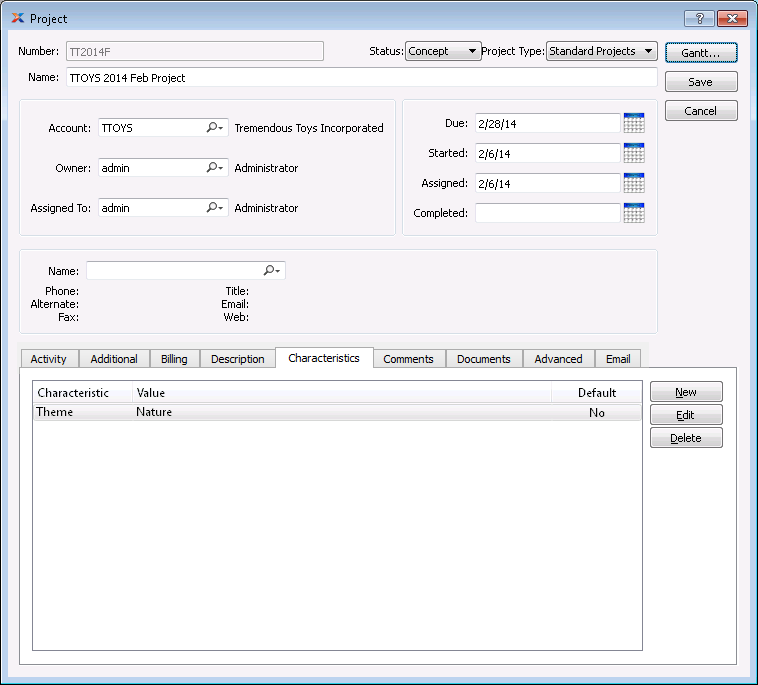 Project
Number: TT2014F Status: Concept Project Type: Standard Projects Gantt...
Name: TTOYS 2014 Feb Project Save
Cancel
Account: TTOYS Tremendous Toys Incorporated
Owner: admin Administrator
Assigned To: admin Administrator
Due: 2/28/14
Started: 2/6/14
Assigned: 2/6/14
Completed:
Name:
Phone: Title:
Alternate: Email:
Fax: Web:
Activity Additional Billing Description Characteristics Comments Documents Advanced Email
Characteristic Value Default New
Theme Nature No Edit
Delete